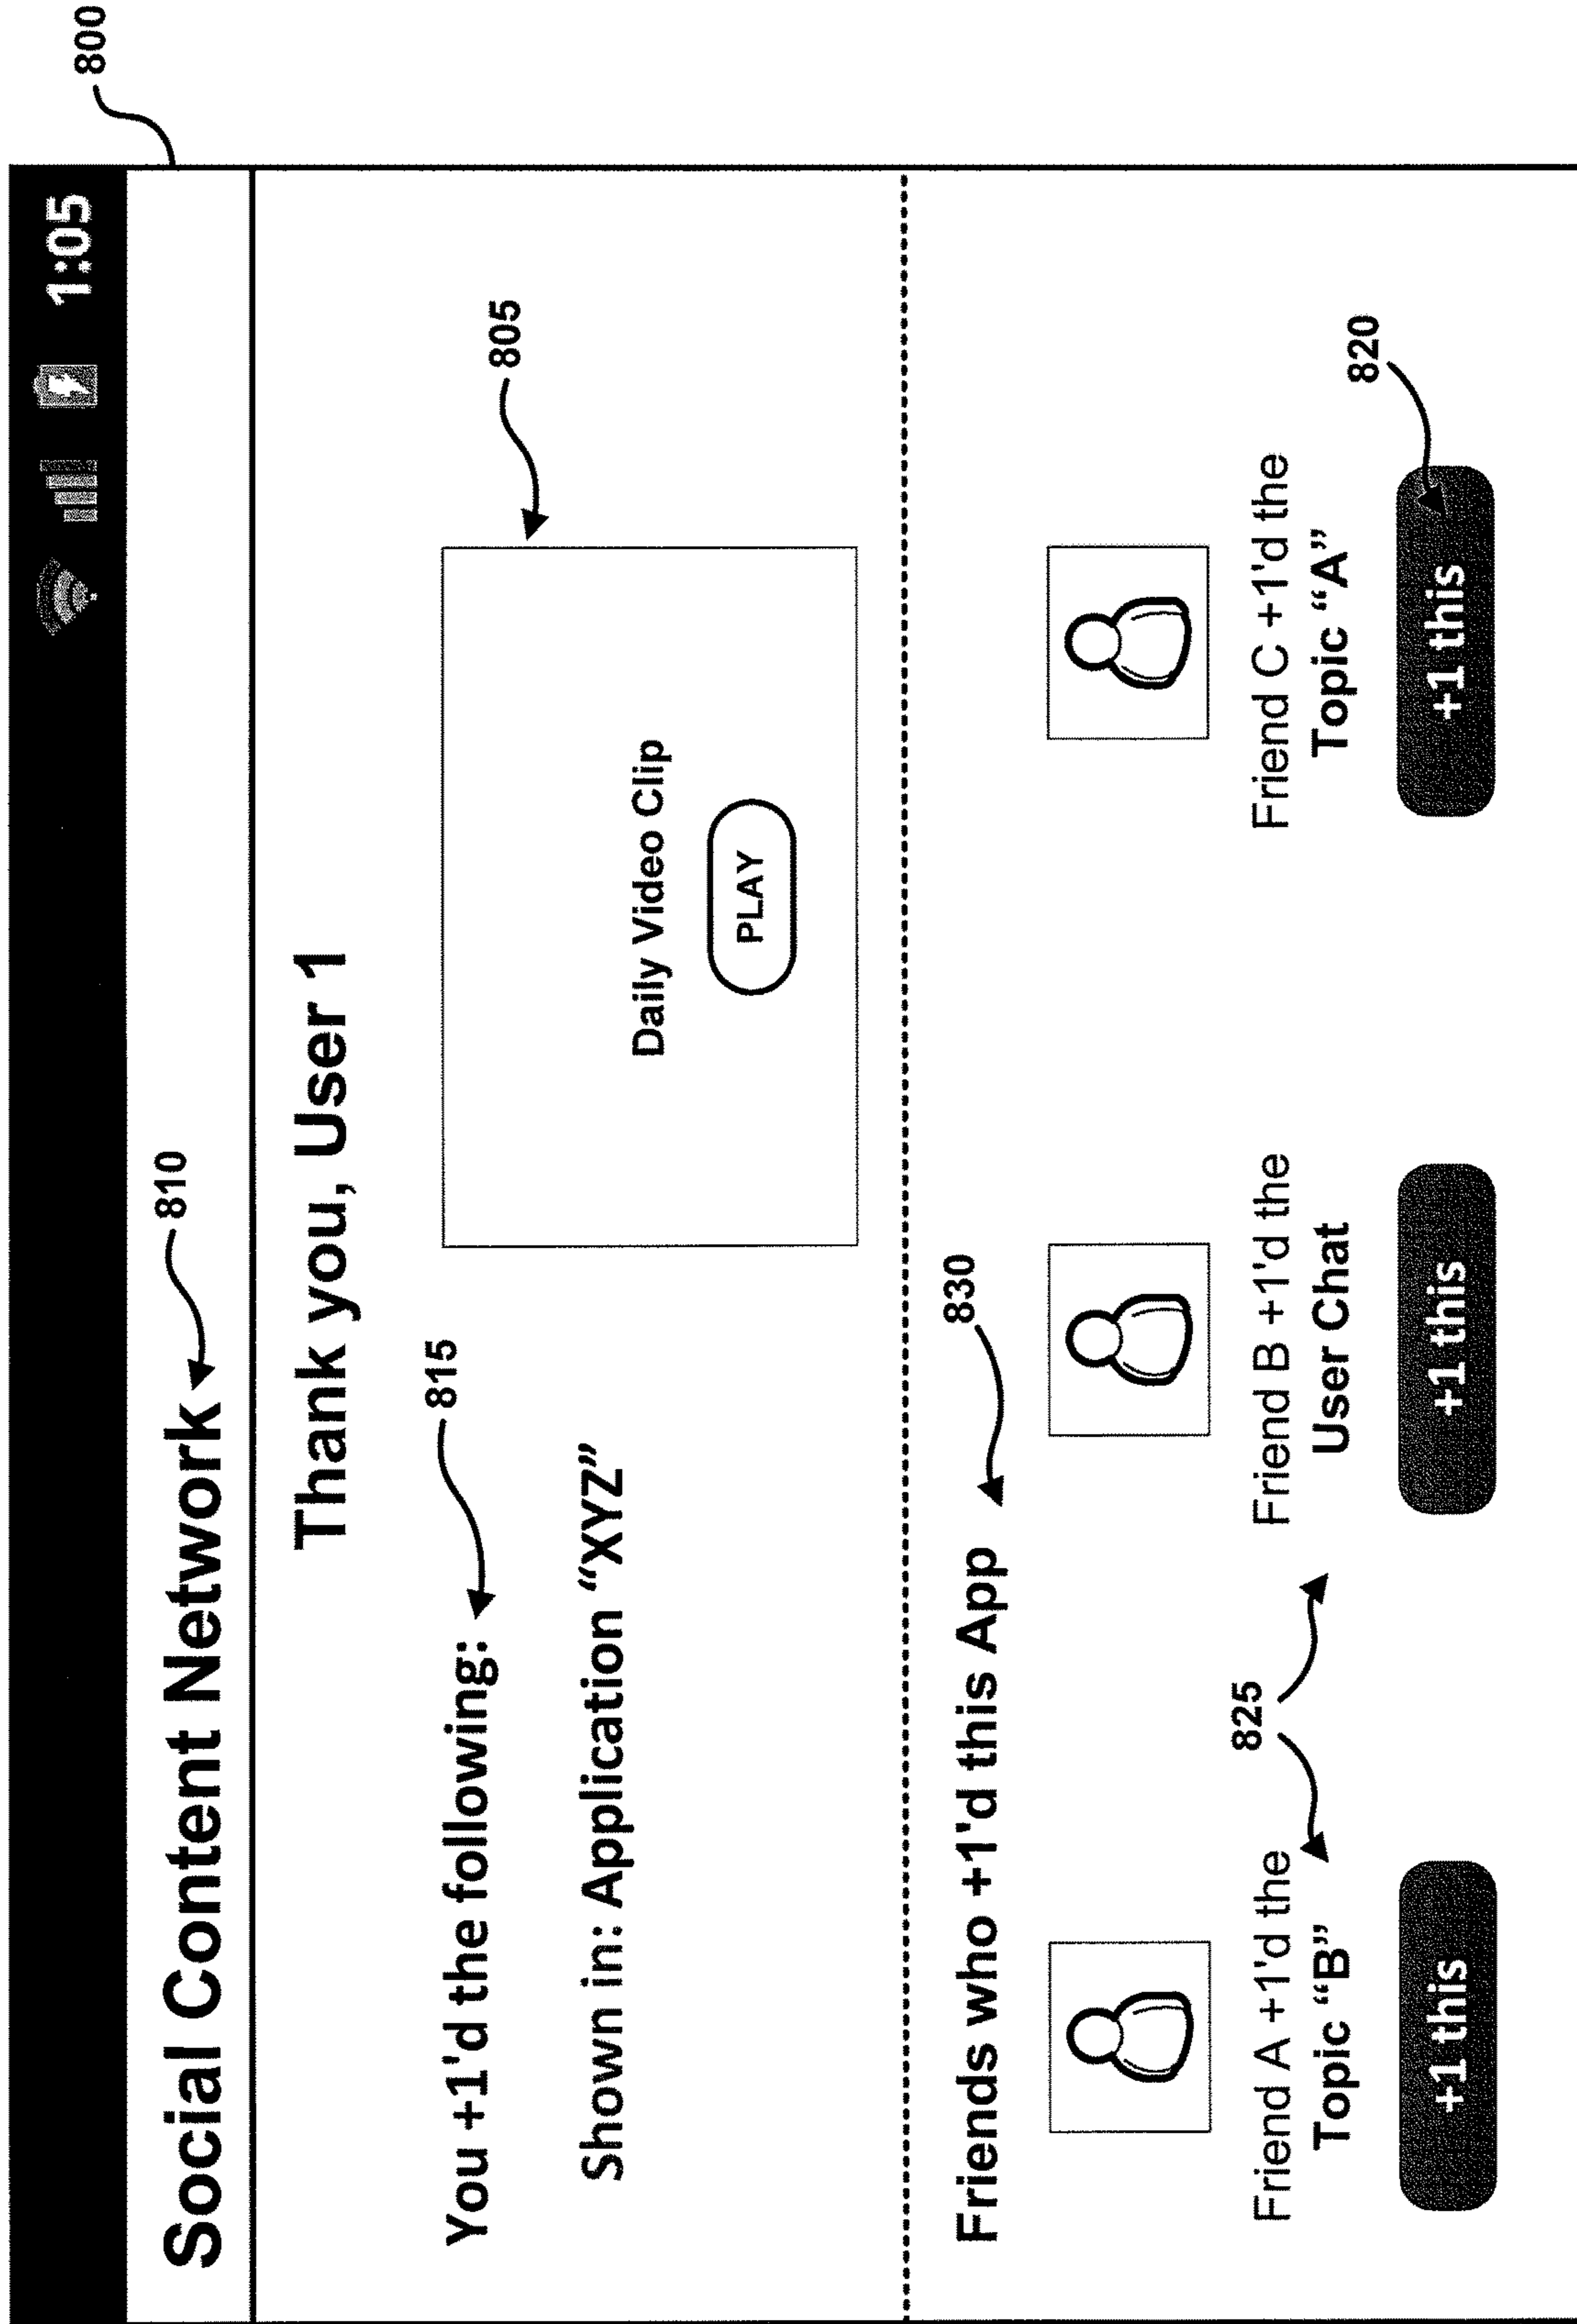 1:05
800
Social Content Network
810
Thank you, User 1
You +1'd the following:
815
805
Shown in: Application “XYZ”
Daily Video Clip
PLAY
Friends who +1'd this App
830
825
Friend A +1'd the
Topic “B”
+1 this
Friend B +1'd the
User Chat
+1 this
820
Friend C +1'd the
Topic “A”
+1 this